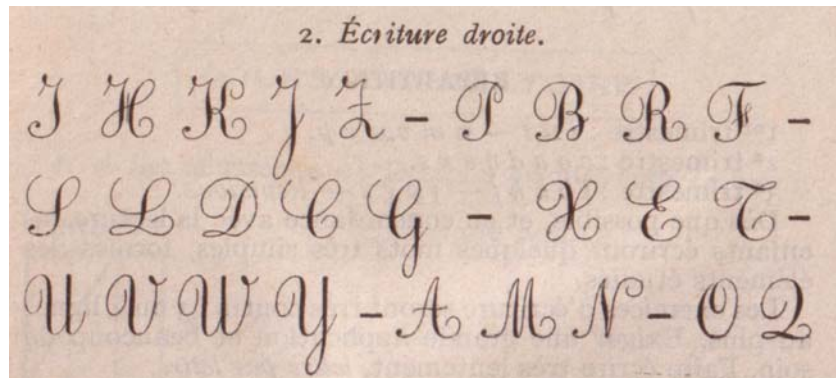 2. Écriture droite.
I H K J Z – P B R F –
S L D C G – X E T –
U V W Y – A M N – O Q